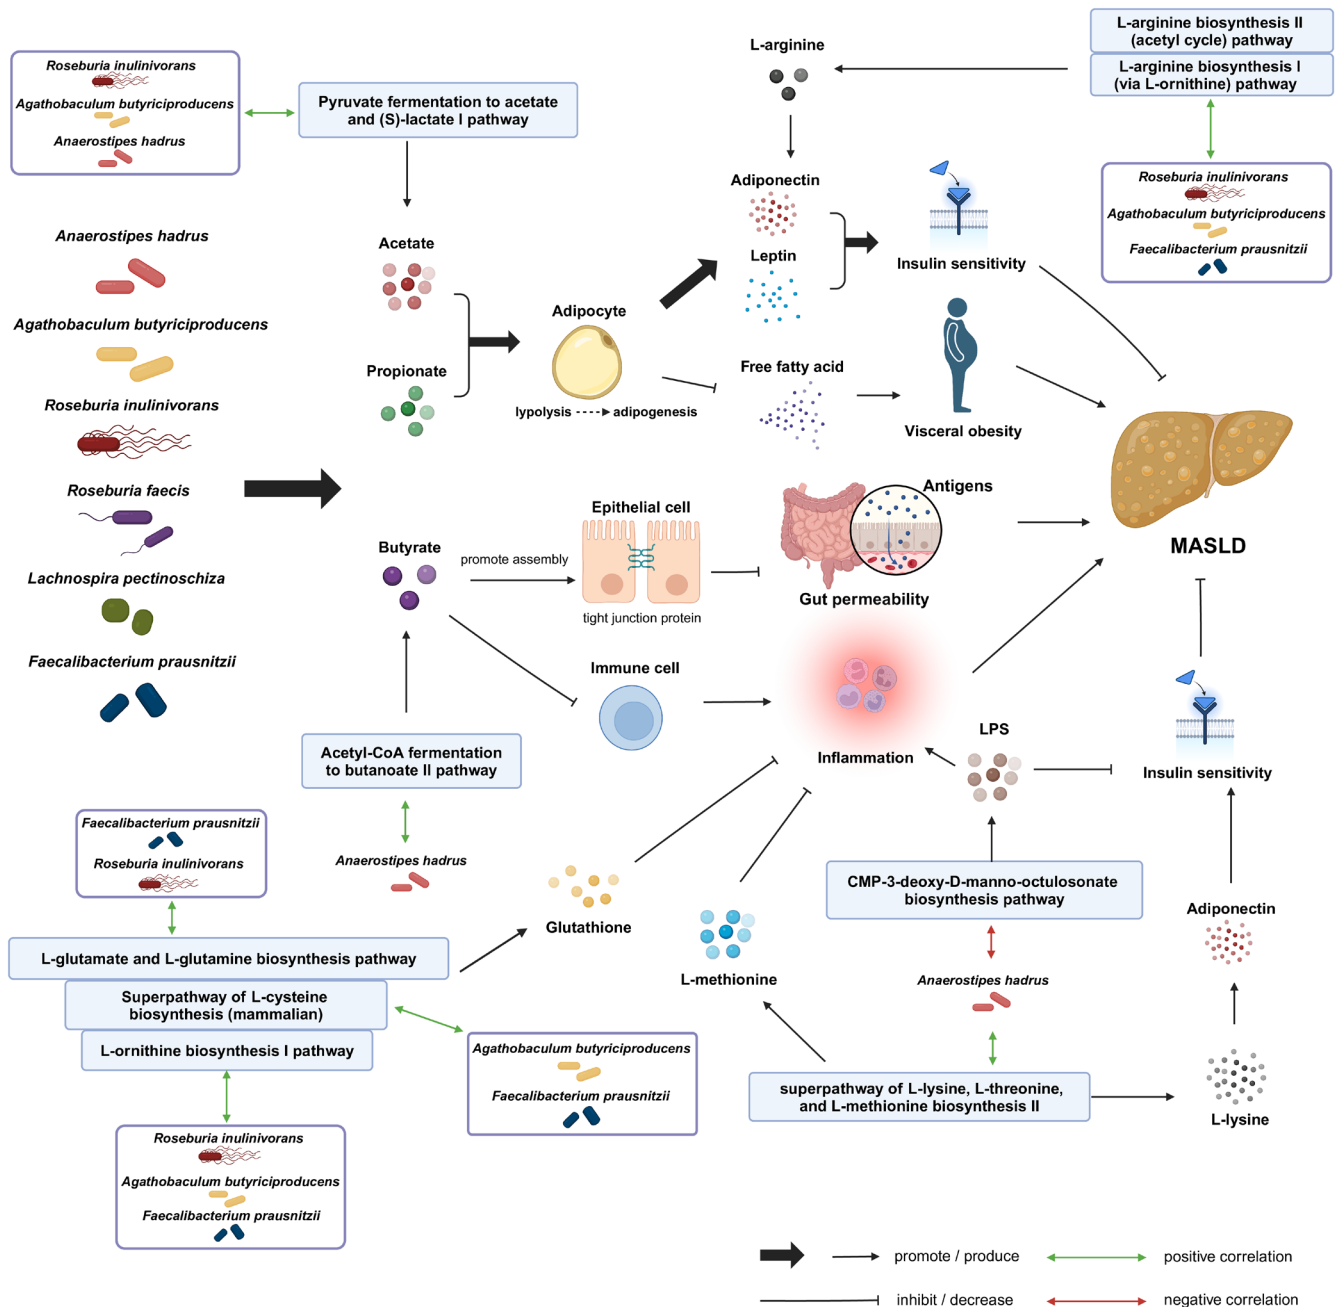 Roseburia inulinivorans
Agathobaculum butyriciproducens
Anaerostipes hadrus
Pyruvate fermentation to acetate
and (S)-lactate I pathway
L-arginine
L-arginine biosynthesis II
(acetyl cycle) pathway
L-arginine biosynthesis I
(via L-ornithine) pathway
Roseburia inulinivorans
Agathobaculum butyriciproducens
Faecalibacterium prausnitzii
Anaerostipes hadrus
Agathobaculum butyriciproducens
Roseburia inulinivorans
Roseburia faecis
Lachnospira pectinoschiza
Faecalibacterium prausnitzii
Acetate
Propionate
Adipocyte
lypolysis
adipogenesis
Adiponectin
Leptin
Insulin sensitivity
Free fatty acid
Visceral obesity
Butyrate
promote assembly
Epithelial cell
tight junction protein
Antigens
Gut permeability
MASLD
Immune cell
Inflammation
LPS
Insulin sensitivity
Acetyl-CoA fermentation
to butanoate II pathway
Anaerostipes hadrus
Faecalibacterium prausnitzii
Roseburia inulinivorans
L-glutamate and L-glutamine biosynthesis pathway
Superpathway of L-cysteine
biosynthesis (mammalian)
L-ornithine biosynthesis I pathway
Glutathione
L-methionine
CMP-3-deoxy-D-manno-octulosonate
biosynthesis pathway
Anaerostipes hadrus
Adiponectin
Agathobaculum butyriciproducens
Faecalibacterium prausnitzii
superpathway of L-lysine, L-threonine,
and L-methionine biosynthesis II
L-lysine
Roseburia inulinivorans
Agathobaculum butyriciproducens
Faecalibacterium prausnitzii
promote / produce
positive correlation
inhibit / decrease
negative correlation